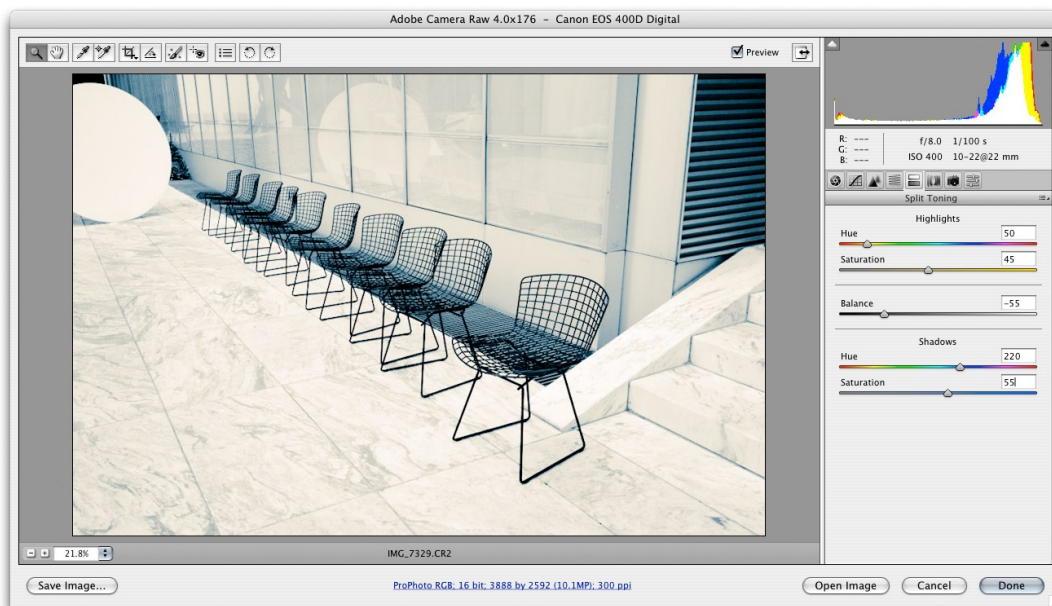 Adobe Camera Raw 4.0x176 – Canon EOS 400D Digital
Preview
R: ---
G: ---
B: ---
f/8.0 1/100 s
ISO 400 10-22@22 mm
Split Toning
Highlights
Hue 50
Saturation 45
Balance -55
Shadows
Hue 220
Saturation 55
21.8%
IMG_7329.CR2
Save Image...
ProPhoto RGB; 16 bit; 3888 by 2592 (10.1MP); 300 ppi
Open Image
Cancel
Done